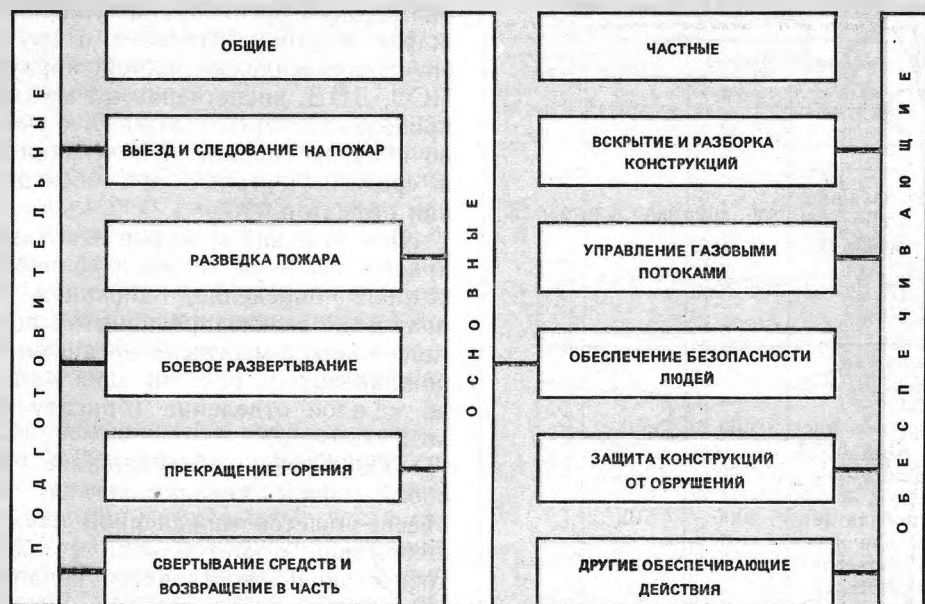 ПОДГОТОВИТЕЛЬНЫЕ
ОБЩИЕ
ВЫЕЗД И СЛЕДОВАНИЕ НА ПОЖАР
РАЗВЕДКА ПОЖАРА
БОЕВОЕ РАЗВЕРТЫВАНИЕ
ПРЕКРАЩЕНИЕ ГОРЕНИЯ
СВЕРТЫВАНИЕ СРЕДСТВ И
ВОЗВРАЩЕНИЕ В ЧАСТЬ
ОСНОВНЫЕ
ЧАСТНЫЕ
ВСКРЫТИЕ И РАЗБОРКА
КОНСТРУКЦИЙ
УПРАВЛЕНИЕ ГАЗОВЫМИ
ПОТОКАМИ
ОБЕСПЕЧЕНИЕ БЕЗОПАСНОСТИ
ЛЮДЕЙ
ЗАЩИТА КОНСТРУКЦИЙ
ОТ ОБРУШЕНИЙ
ДРУГИЕ ОБЕСПЕЧИВАЮЩИЕ
ДЕЙСТВИЯ
ОБЕСПЕЧИВАЮЩИЕ